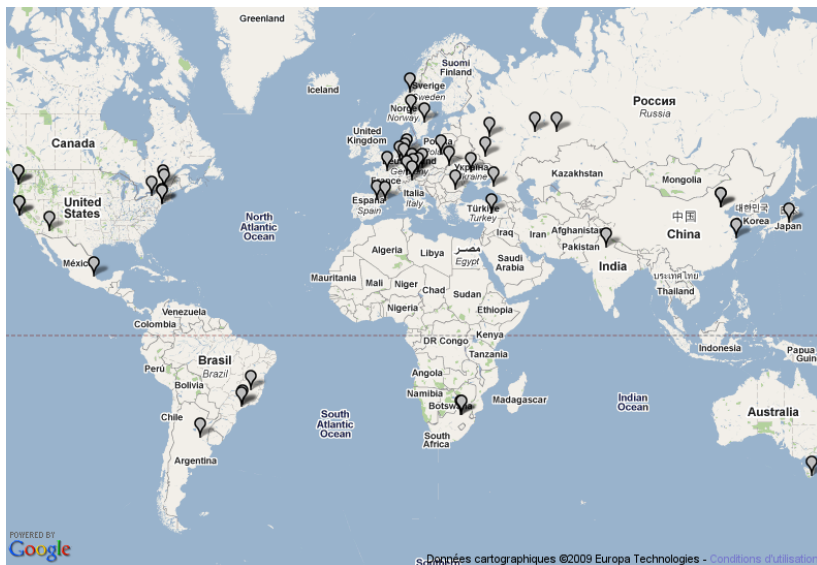 Greenland
Iceland
Suomi
Finland
Sverige
Sweden
Norge
Norway
Россия
Russia
Canada
United
Kingdom
Україна
Ukraine
Kazakhstan
Mongolia
United
States
France
Italia
Italy
España
Spain
Türkiye
Turkey
대한민국
Korea
Japan
中国
China
North
Atlantic
Ocean
Iraq
Iran
Afghanistan
Pakistan
México
Algeria
Libya
مصر
Egypt
Saudi
Arabia
India
Mauritania
Mali
Niger
Chad
Sudan
ประเทศไทย
Thailand
Nigeria
Ethiopia
Venezuela
Colombia
DR Congo
Kenya
Tanzania
Indonesia
Papua
Brasil
Brazil
Perú
Bolivia
Angola
Namibia
Madagascar
Chile
South
Atlantic
Ocean
Indian
Ocean
Australia
South
Africa
Argentina
POWERED BY
Google
Données cartographiques ©2009 Europa Technologies - Conditions d'utilisation